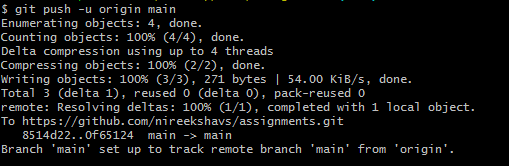 $ git push -u origin main
Enumerating objects: 4, done.
Counting objects: 100% (4/4), done.
Delta compression using up to 4 threads
Compressing objects: 100% (2/2), done.
Writing objects: 100% (3/3), 271 bytes | 54.00 KiB/s, done.
Total 3 (delta 1), reused 0 (delta 0), pack-reused 0
remote: Resolving deltas: 100% (1/1), completed with 1 local object.
To https://github.com/nireekshavs/assignments.git
   8514d22..0f65124  main -> main
Branch 'main' set up to track remote branch 'main' from 'origin'.